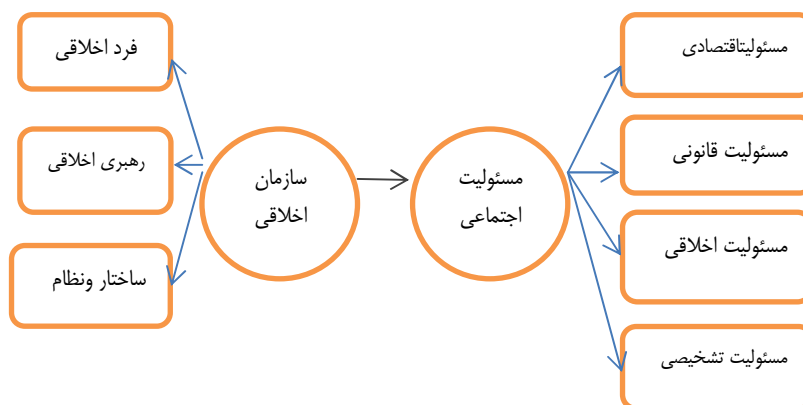 فرد اخلاقی
رهبری اخلاقی
ساختار ونظام
سازمان
اخلاقی
مسئولیت
اجتماعی
مسئولیتاقتصادی
مسئولیت قانونی
مسئولیت اخلاقی
مسئولیت تشخیصی